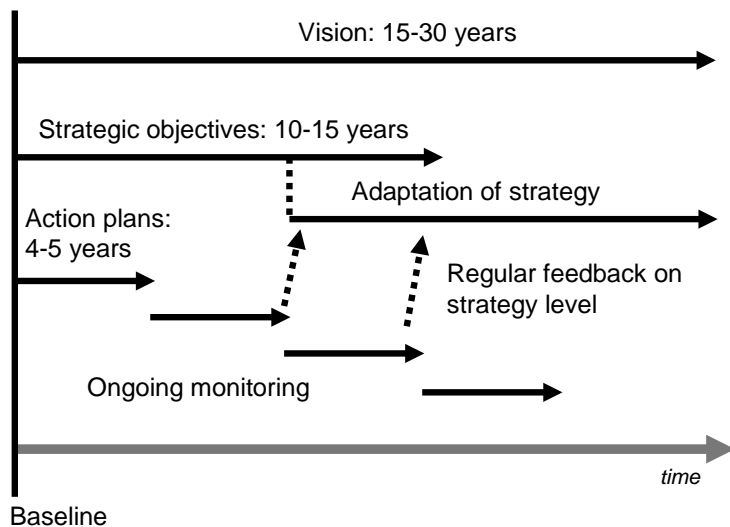 Vision: 15-30 years
Strategic objectives: 10-15 years
Adaptation of strategy
Action plans:
4-5 years
Regular feedback on
strategy level
Ongoing monitoring
time
Baseline